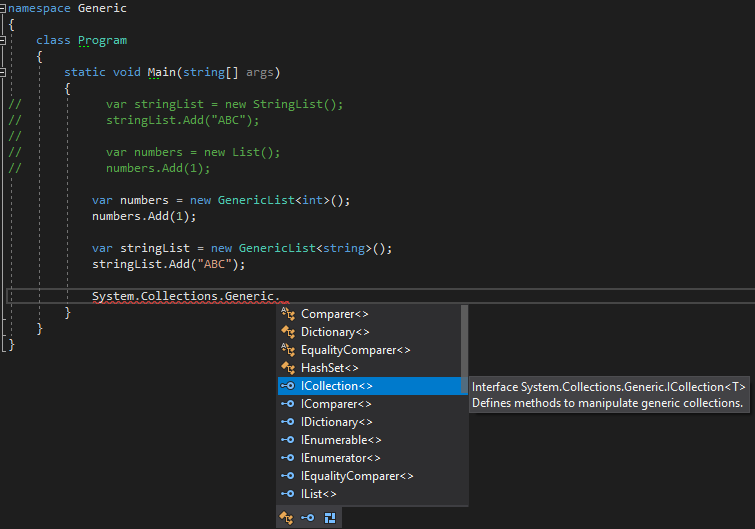 namespace Generic
{
class Program
{
static void Main(string[] args)
{
// var stringList = new StringList();
// stringList.Add("ABC");
//
// var numbers = new List();
// numbers.Add(1);
var numbers = new GenericList<int>();
numbers.Add(1);
var stringList = new GenericList<string>();
stringList.Add("ABC");
System.Collections.Generic.
}
}
}
Comparer<>
Dictionary<>
EqualityComparer<>
HashSet<>
ICollection<>
IComparer<>
IDictionary<>
IEnumerable<>
IEnumerator<>
IEqualityComparer<>
IList<>
Interface System.Collections.Generic.ICollection<T>
Defines methods to manipulate generic collections.